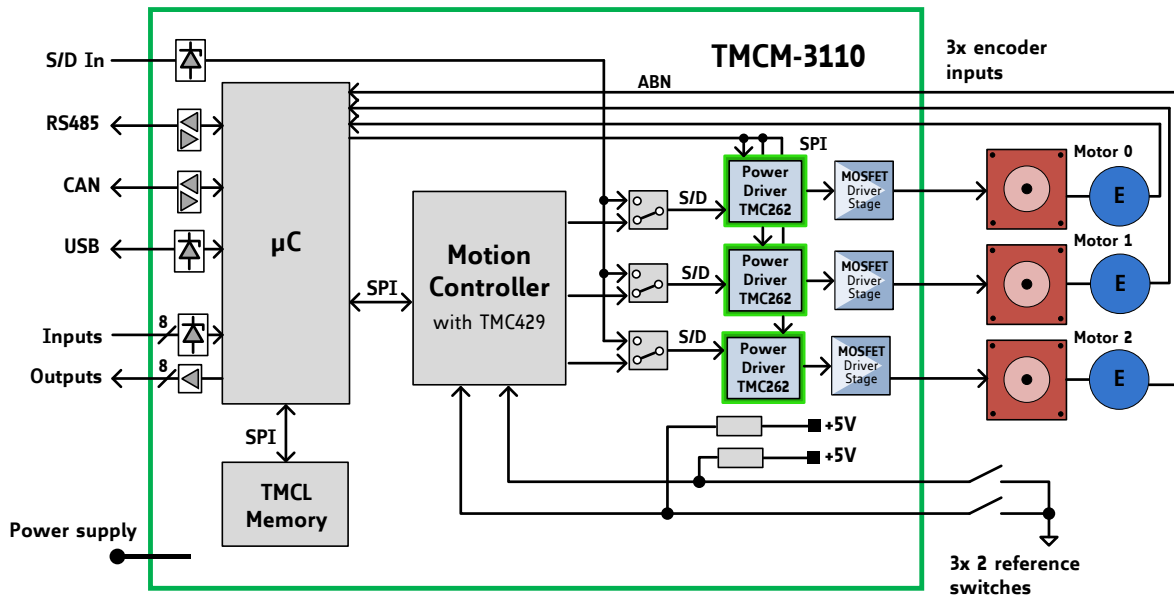 TMCM-3110
3x encoder
inputs
S/D In
ABN
RS485
SPI
Motor 0
CAN
Power
Driver
TMC262
MOSFET
Driver
Stage
E
S/D
µC
Motion
Controller
with TMC429
USB
Motor 1
SPI
S/D
Power
Driver
TMC262
MOSFET
Driver
Stage
E
Inputs
8
Motor 2
S/D
Power
Driver
TMC262
MOSFET
Driver
Stage
E
Outputs
8
+5V
SPI
+5V
TMCL
Memory
Power supply
3x 2 reference
switches